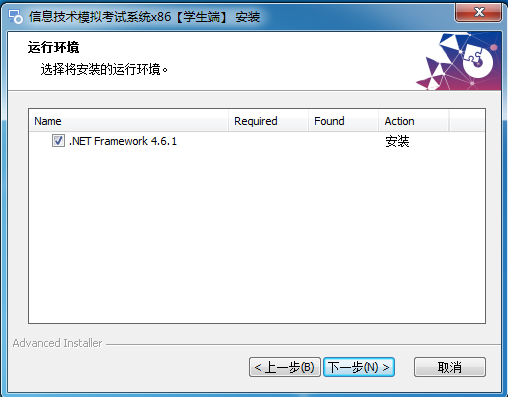 信息技术模拟考试系统x86【学生端】 安装
运行环境
选择将安装的运行环境。
Name Required Found Action
.NET Framework 4.6.1 安装
Advanced Installer
< 上一步(B) 下一步(N) > 取消